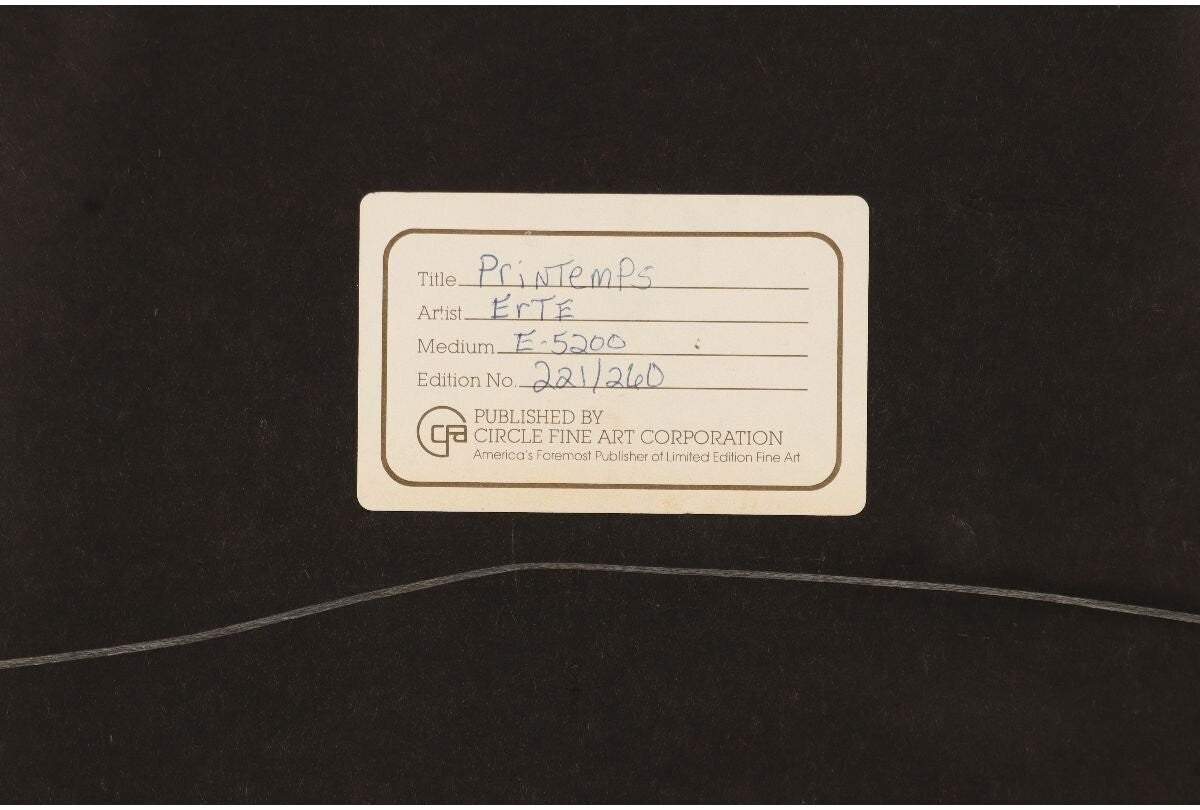 Title PrinTemps
Artist ErTE
Medium E-5200
Edition No. 221/260
cfa
PUBLISHED BY
CIRCLE FINE ART CORPORATION
America's Foremost Publisher of Limited Edition Fine Art